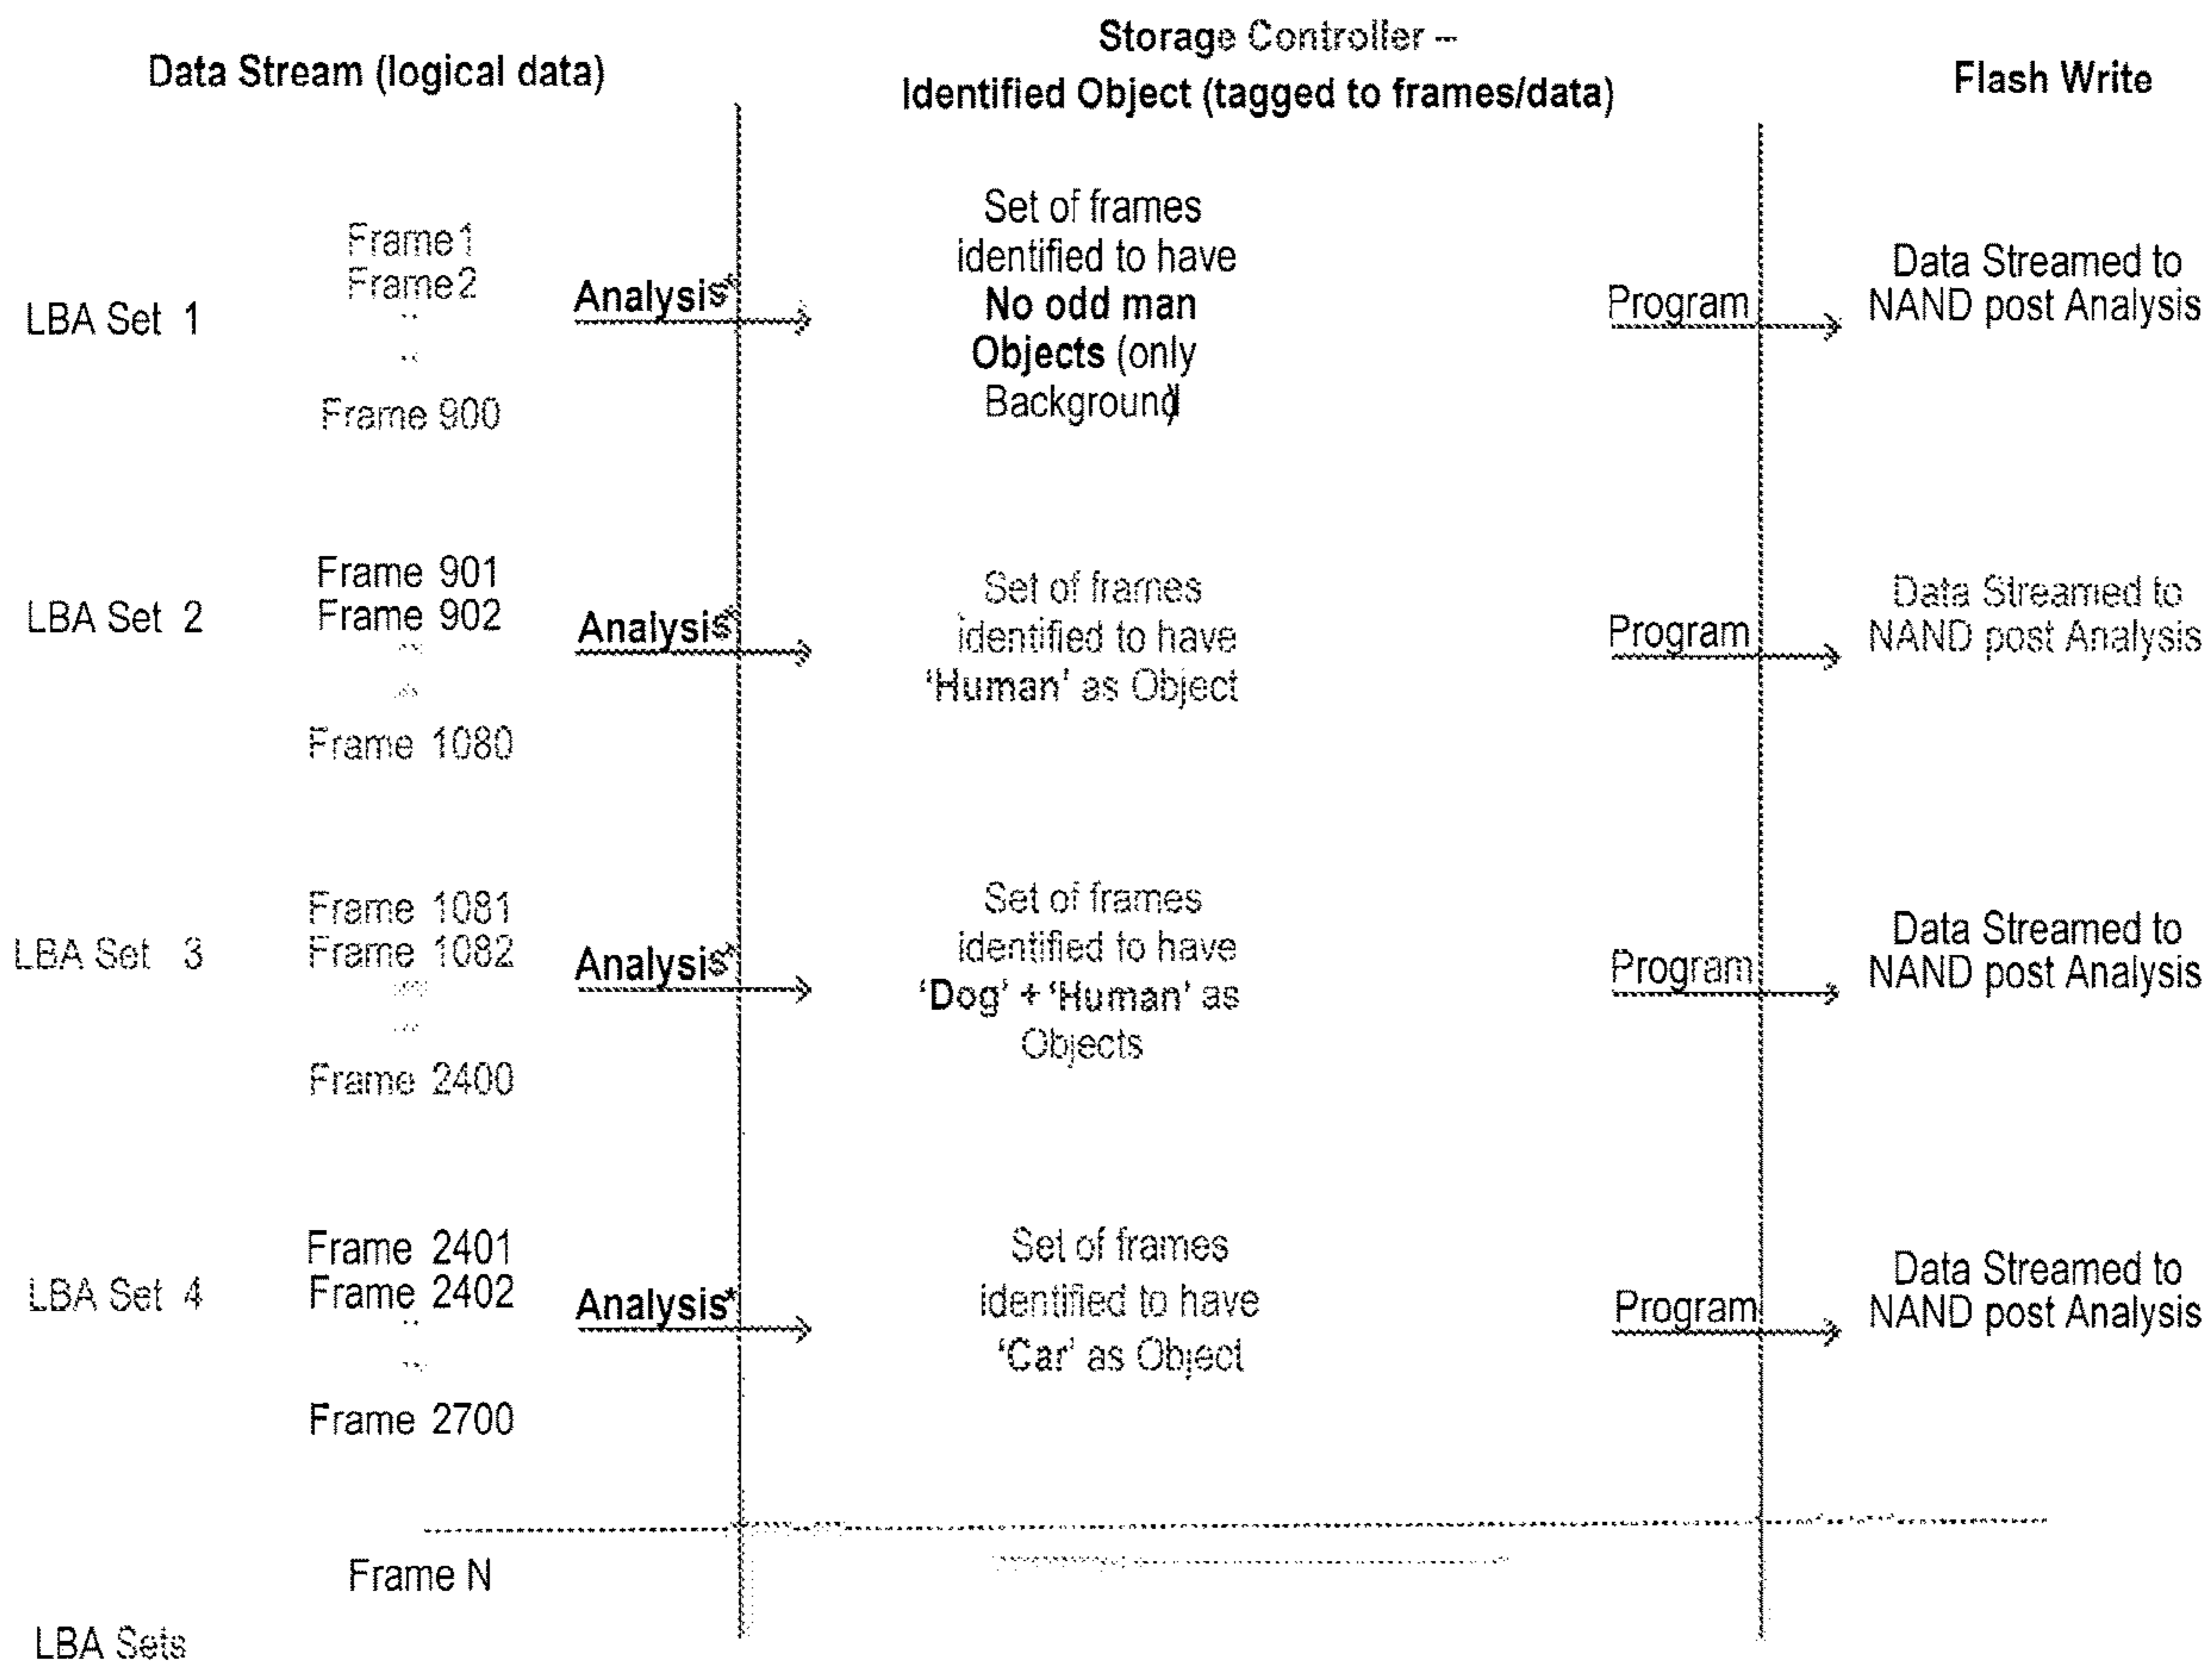 Data Stream (logical data)
Storage Controller –
Identified Object (tagged to frames/data)
Flash Write
LBA Set 1
Frame1
Frame2
..
..
Frame 900
Analysis*
Set of frames
identified to have
No odd man
Objects (only
Background)
Program
Data Streamed to
NAND post Analysis
LBA Set 2
Frame 901
Frame 902
...
...
Frame 1080
Analysis*
Set of frames
identified to have
‘Human’ as Object
Program
Data Streamed to
NAND post Analysis
LBA Set 3
Frame 1081
Frame 1082
...
...
Frame 2400
Analysis*
Set of frames
identified to have
‘Dog’ + ‘Human’ as
Objects
Program
Data Streamed to
NAND post Analysis
LBA Set 4
Frame 2401
Frame 2402
..
...
Frame 2700
Analysis*
Set of frames
identified to have
‘Car’ as Object
Program
Data Streamed to
NAND post Analysis
Frame N
LBA Sets